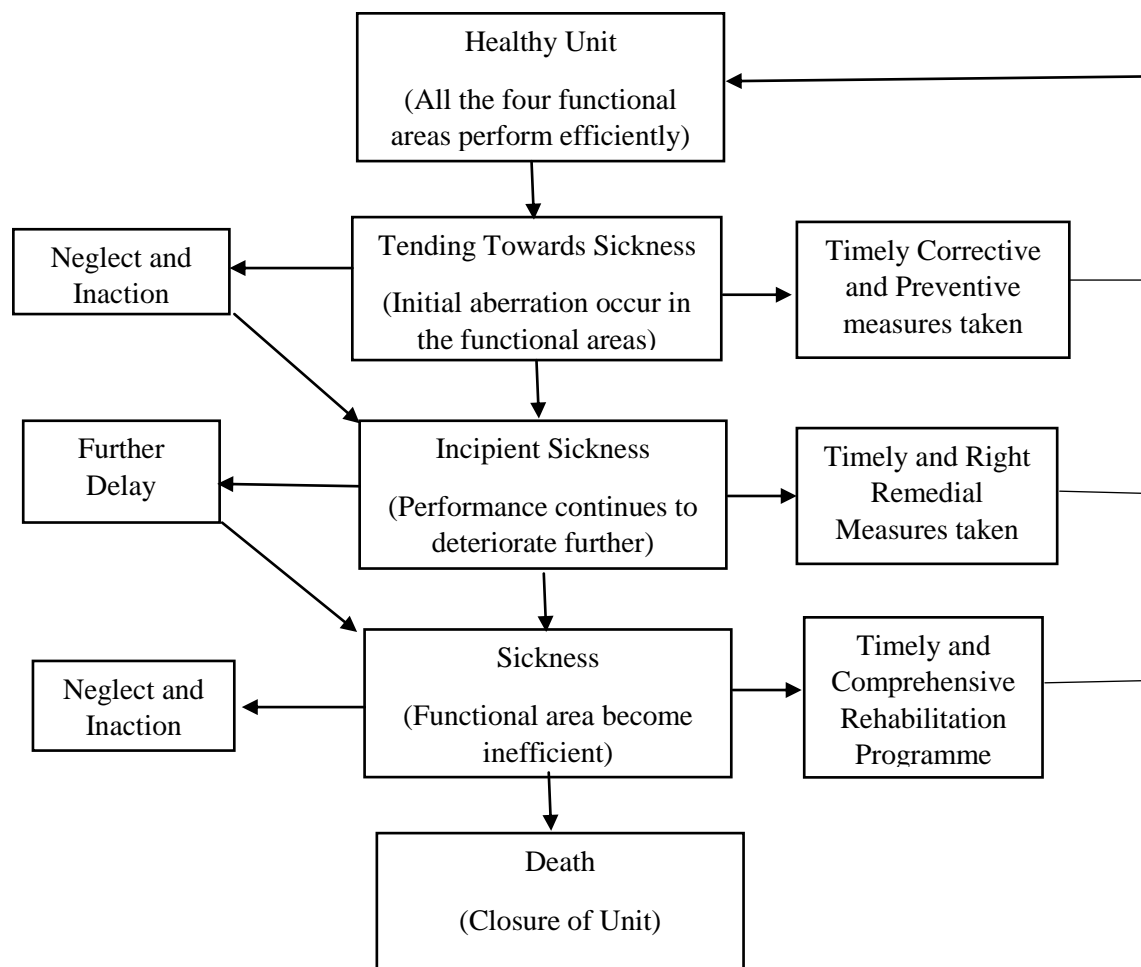 Healthy Unit
(All the four functional
areas perform efficiently)
Tending Towards Sickness
(Initial aberration occur in
the functional areas)
Neglect and
Inaction
Timely Corrective
and Preventive
measures taken
Incipient Sickness
(Performance continues to
deteriorate further)
Further
Delay
Timely and Right
Remedial
Measures taken
Sickness
(Functional area become
inefficient)
Neglect and
Inaction
Timely and
Comprehensive
Rehabilitation
Programme
Death
(Closure of Unit)